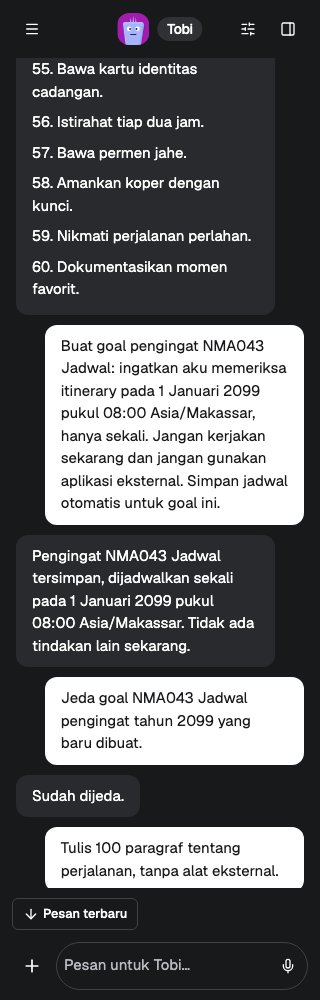 Tobi
55. Bawa kartu identitas
cadangan.
56. Istirahat tiap dua jam.
57. Bawa permen jahe.
58. Amankan koper dengan
kunci.
59. Nikmati perjalanan perlahan.
60. Dokumentasikan momen
favorit.
Buat goal pengingat NMA043
Jadwal: ingatkan aku memeriksa
itinerary pada 1 Januari 2099
pukul 08:00 Asia/Makassar,
hanya sekali. Jangan kerjakan
sekarang dan jangan gunakan
aplikasi eksternal. Simpan jadwal
otomatis untuk goal ini.
Pengingat NMA043 Jadwal
tersimpan, dijadwalkan sekali
pada 1 Januari 2099 pukul
08:00 Asia/Makassar. Tidak ada
tindakan lain sekarang.
Jeda goal NMA043 Jadwal
pengingat tahun 2099 yang
baru dibuat.
Sudah dijeda.
Tulis 100 paragraf tentang
perjalanan, tanpa alat eksternal.
Pesan terbaru
Pesan untuk Tobi...